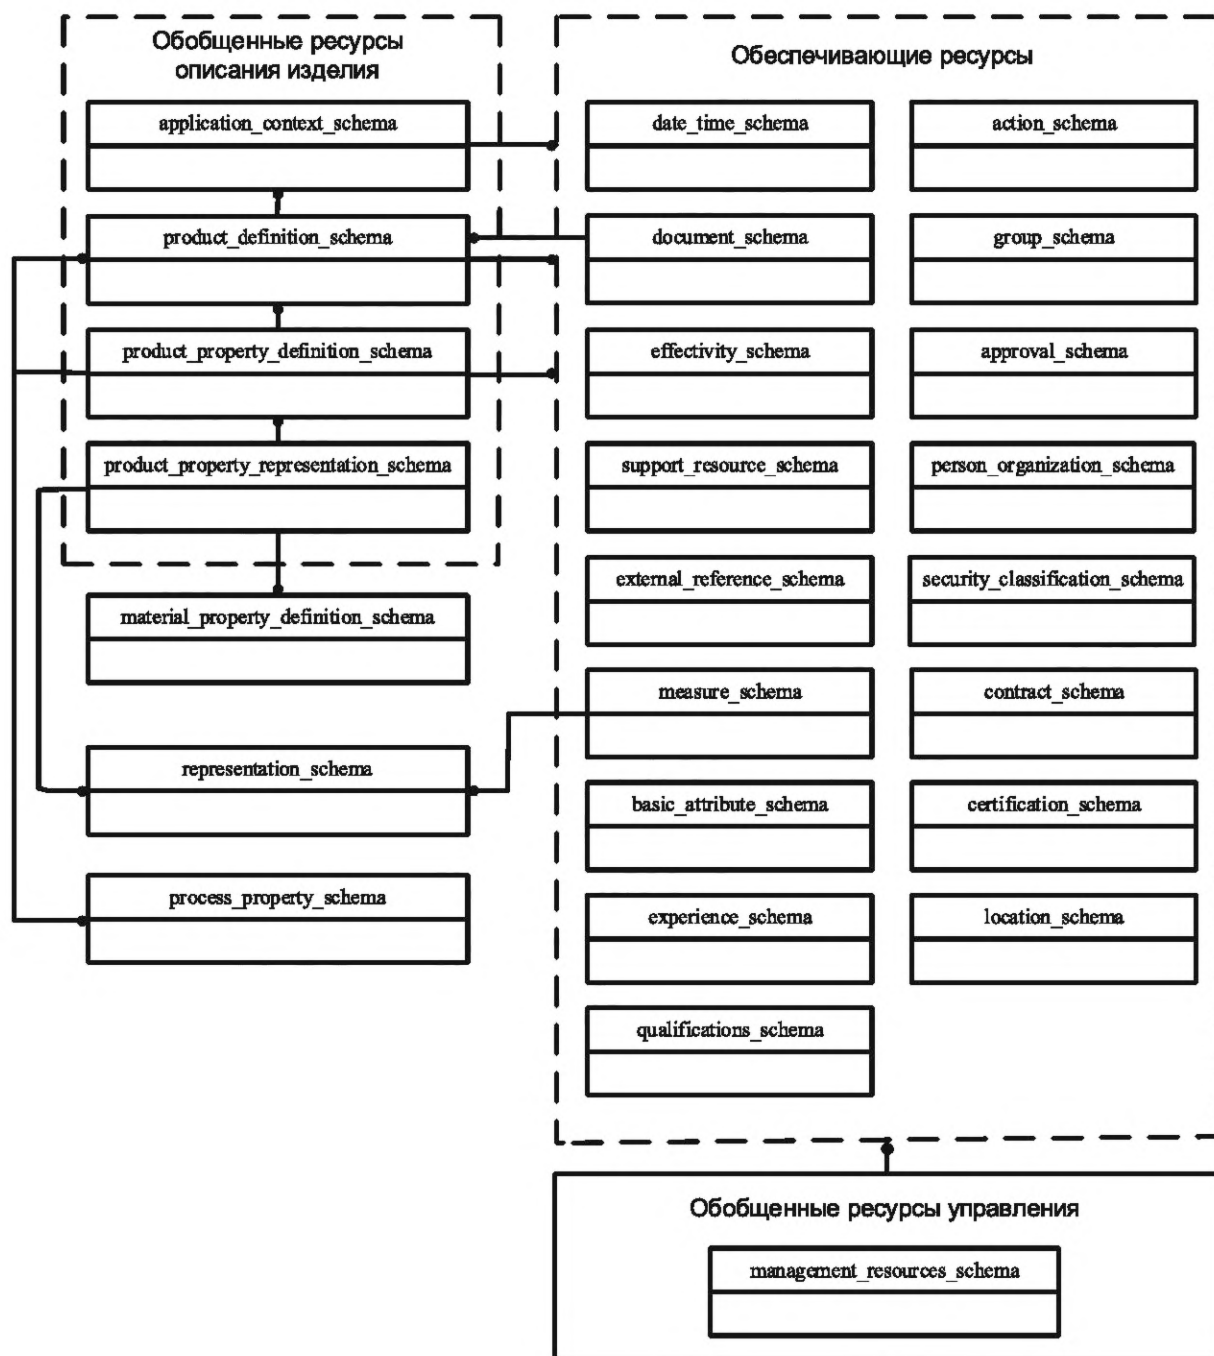 Обобщенные ресурсы
описания изделия
application_context_schema
product_definition_schema
product_property_definition_schema
product_property_representation_schema
material_property_definition_schema
representation_schema
process_property_schema
Обеспечивающие ресурсы
date_time_schema
action_schema
document_schema
group_schema
effectivity_schema
approval_schema
support_resource_schema
person_organization_schema
external_reference_schema
security_classification_schema
measure_schema
contract_schema
basic_attribute_schema
certification_schema
experience_schema
location_schema
qualifications_schema
Обобщенные ресурсы управления
management_resources_schema